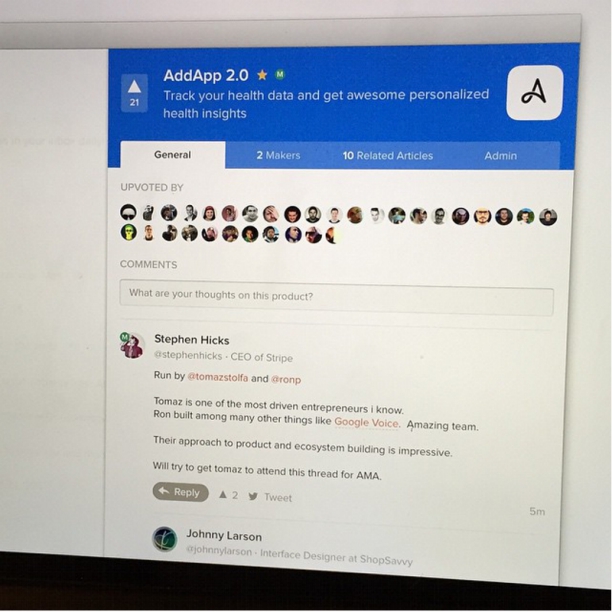 AddApp 2.0
Track your health data and get awesome personalized
health insights
21
General
2 Makers
10 Related Articles
Admin
UPVOTED BY
COMMENTS
What are your thoughts on this product?
Stephen Hicks
@stephenhicks · CEO of Stripe
Run by @tomazstolfa and @ronp
Tomaz is one of the most driven entrepreneurs i know.
Ron built among many other things like Google Voice. Amazing team.
Their approach to product and ecosystem building is impressive.
Will try to get tomaz to attend this thread for AMA.
Reply
2
Tweet
5m
Johnny Larson
@johnnylarson · Interface Designer at ShopSavvy